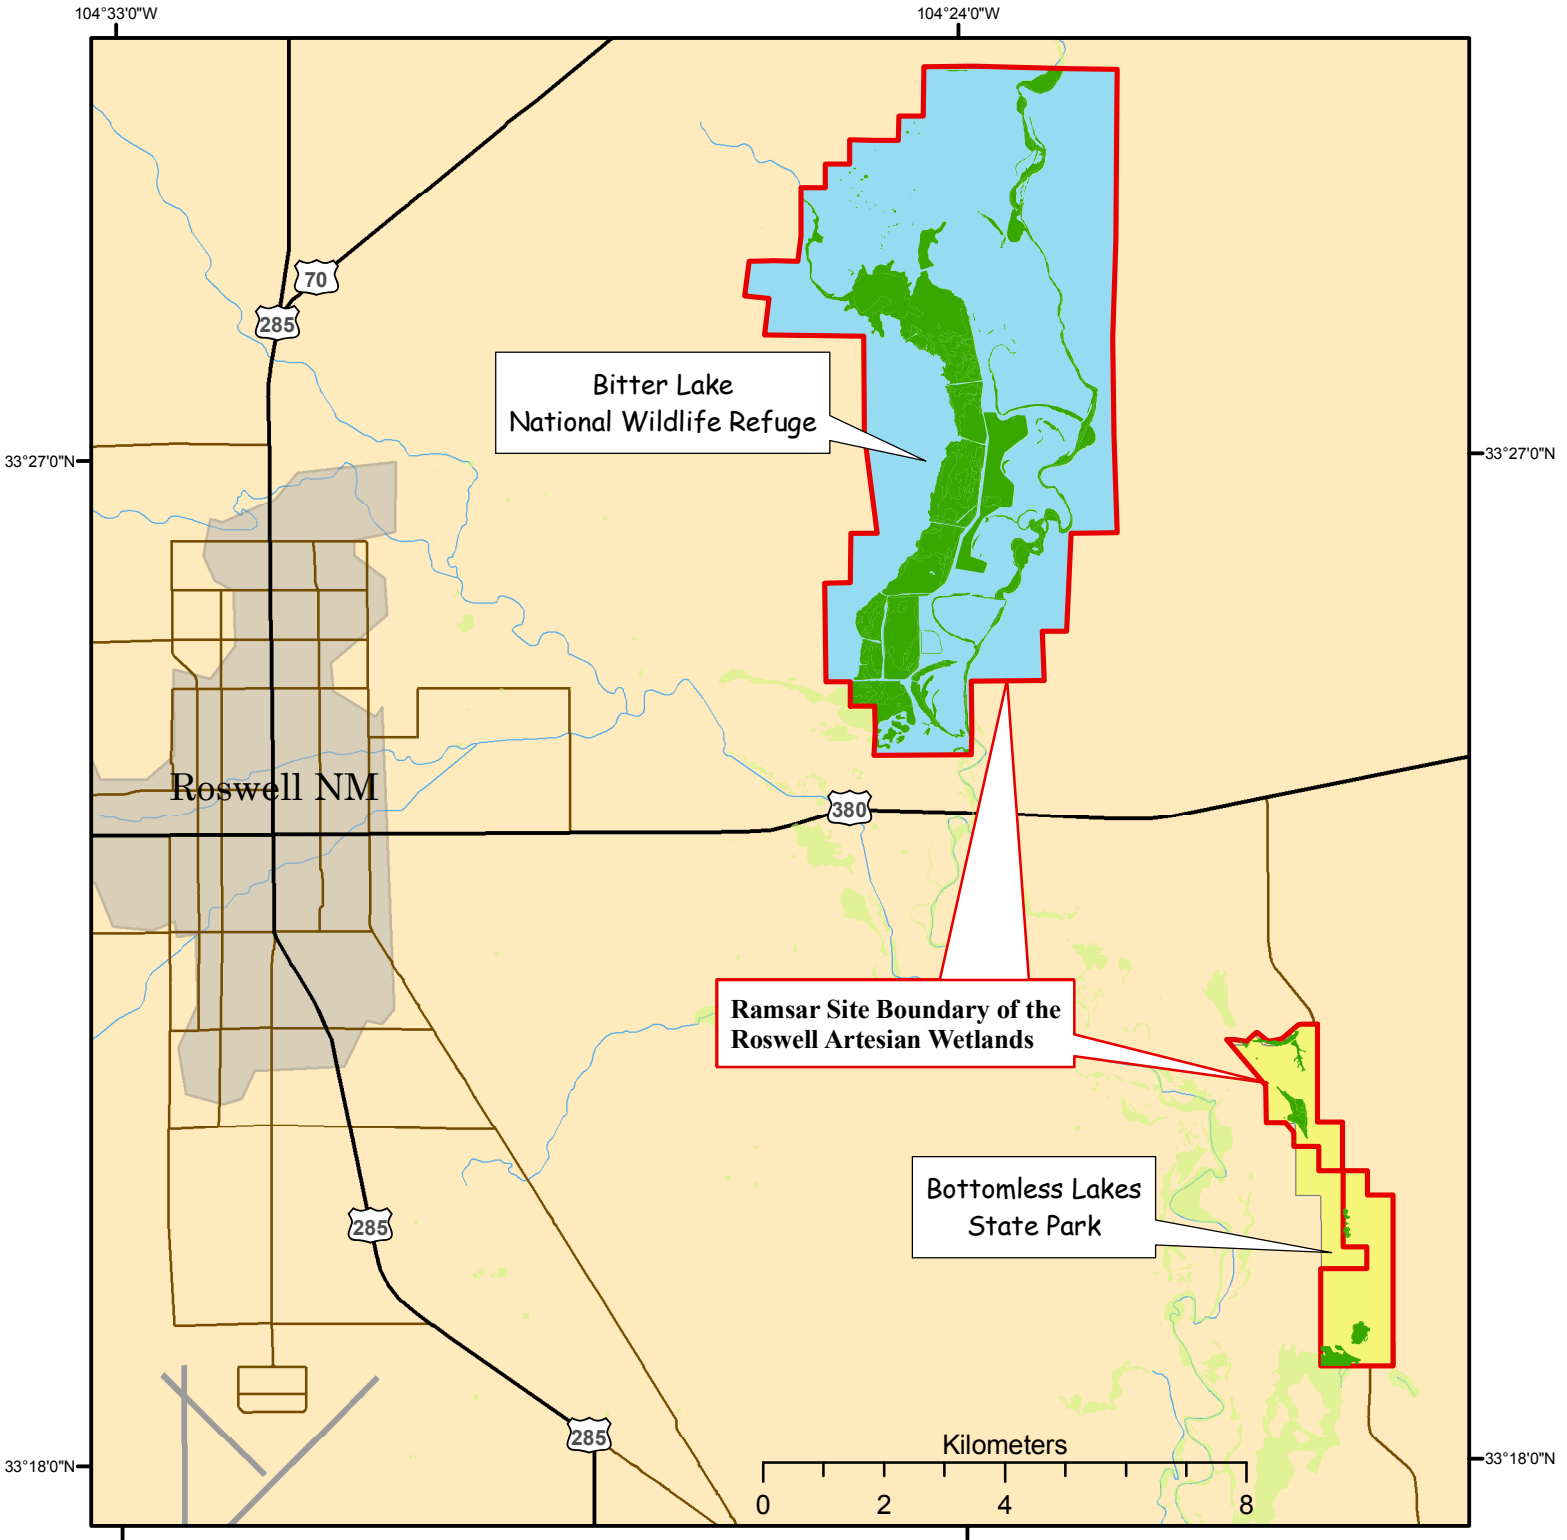 104°33'0"W
104°24'0"W
70
285
Bitter Lake
National Wildlife Refuge
33°27'0"N
33°27'0"N
Roswell NM
380
Ramsar Site Boundary of the
Roswell Artesian Wetlands
Bottomless Lakes
State Park
285
285
Kilometers
33°18'0"N
33°18'0"N
0 2 4 8